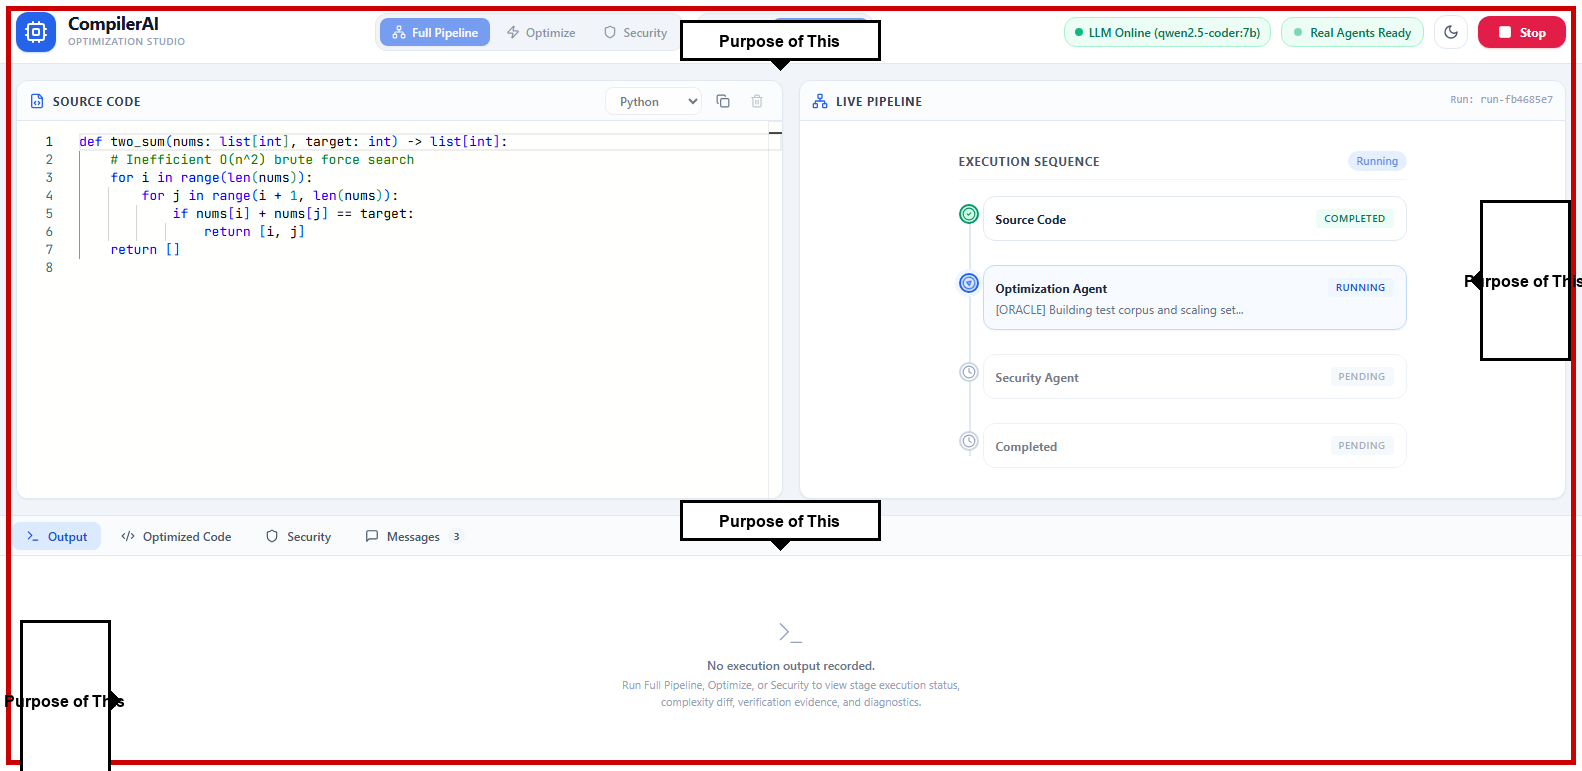 CompilerAI
OPTIMIZATION STUDIO
Full Pipeline
Optimize
Security
Purpose of This
LLM Online (qwen2.5-coder:7b)
Real Agents Ready
Stop
SOURCE CODE
Python
1 def two_sum(nums: list[int], target: int) -> list[int]:
2 # Inefficient O(n^2) brute force search
3 for i in range(len(nums)):
4 for j in range(i + 1, len(nums)):
5 if nums[i] + nums[j] == target:
6 return [i, j]
7 return []
8
LIVE PIPELINE
Run: run-fb4685e7
EXECUTION SEQUENCE
Running
Source Code
COMPLETED
Optimization Agent
RUNNING
[ORACLE] Building test corpus and scaling set...
Security Agent
PENDING
Completed
PENDING
Purpose of This
Purpose of This
Output
Optimized Code
Security
Messages 3
No execution output recorded.
Run Full Pipeline, Optimize, or Security to view stage execution status,
complexity diff, verification evidence, and diagnostics.
Purpose of This